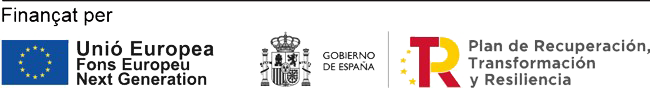 Finançat per
Unió Europea
Fons Europeu
Next Generation
GOBIERNO
DE ESPAÑA
Plan de Recuperación,
Transformación
y Resiliencia